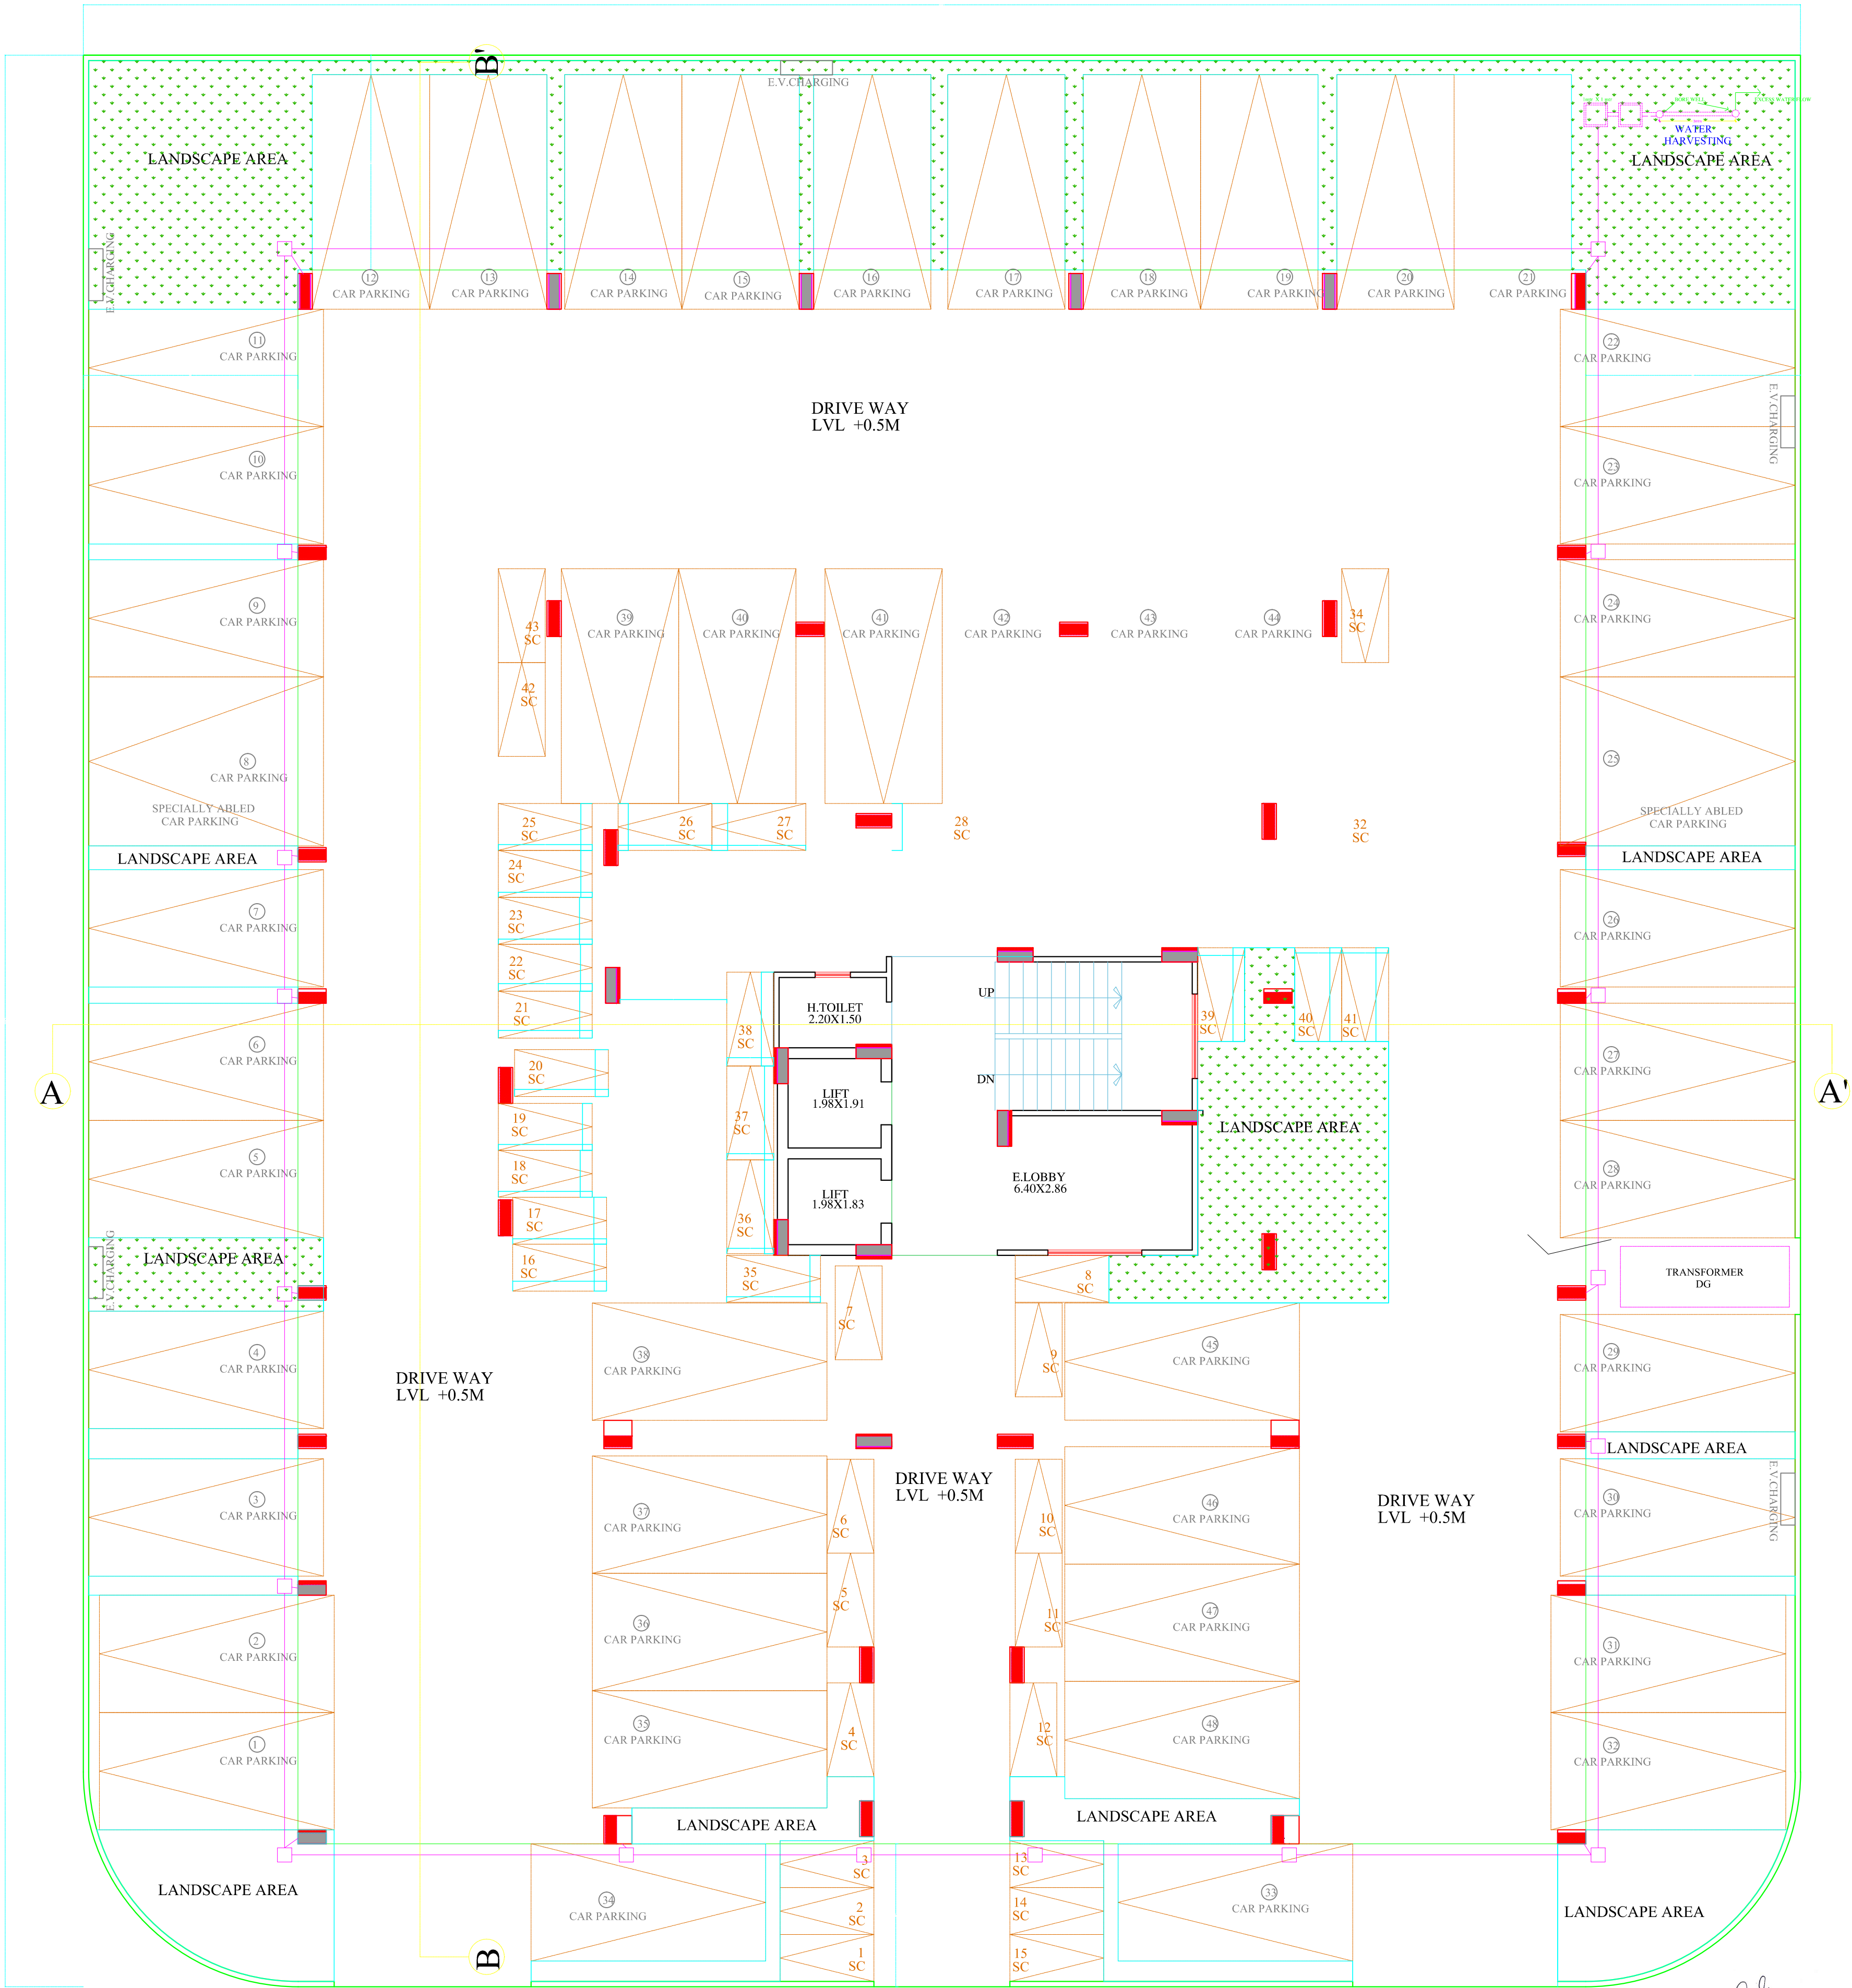 B'
E.V.CHARGING
BORE WELL
EXCESS WATER FLOW
WATER
HARVESTING
LANDSCAPE AREA
LANDSCAPE AREA
E.V.CHARGING
12
CAR PARKING
13
CAR PARKING
14
CAR PARKING
15
CAR PARKING
16
CAR PARKING
17
CAR PARKING
18
CAR PARKING
19
CAR PARKING
20
CAR PARKING
21
CAR PARKING
11
CAR PARKING
22
CAR PARKING
DRIVE WAY
LVL +0.5M
E.V.CHARGING
10
CAR PARKING
23
CAR PARKING
9
CAR PARKING
43
SC
39
CAR PARKING
40
CAR PARKING
41
CAR PARKING
42
CAR PARKING
43
CAR PARKING
44
CAR PARKING
34
SC
24
CAR PARKING
42
SC
8
CAR PARKING
SPECIALLY ABLED
CAR PARKING
25
SPECIALLY ABLED
CAR PARKING
25
SC
26
SC
27
SC
28
SC
32
SC
LANDSCAPE AREA
LANDSCAPE AREA
24
SC
7
CAR PARKING
23
SC
26
CAR PARKING
22
SC
21
SC
UP
H.TOILET
2.20X1.50
38
SC
39
SC
40
SC
41
SC
6
CAR PARKING
27
CAR PARKING
A
A'
20
SC
DN
LIFT
1.98X1.91
19
SC
37
SC
LANDSCAPE AREA
5
CAR PARKING
18
SC
28
CAR PARKING
E.LOBBY
6.40X2.86
LIFT
1.98X1.83
17
SC
36
SC
E.V.CHARGING
LANDSCAPE AREA
16
SC
35
SC
8
SC
TRANSFORMER
DG
7
SC
4
CAR PARKING
38
CAR PARKING
9
SC
45
CAR PARKING
29
CAR PARKING
DRIVE WAY
LVL +0.5M
LANDSCAPE AREA
DRIVE WAY
LVL +0.5M
E.V.CHARGING
3
CAR PARKING
37
CAR PARKING
6
SC
10
SC
46
CAR PARKING
DRIVE WAY
LVL +0.5M
30
CAR PARKING
5
SC
11
SC
2
CAR PARKING
36
CAR PARKING
47
CAR PARKING
31
CAR PARKING
1
CAR PARKING
35
CAR PARKING
4
SC
12
SC
48
CAR PARKING
32
CAR PARKING
LANDSCAPE AREA
LANDSCAPE AREA
3
SC
13
SC
LANDSCAPE AREA
34
CAR PARKING
2
SC
14
SC
33
CAR PARKING
LANDSCAPE AREA
B
1
SC
15
SC